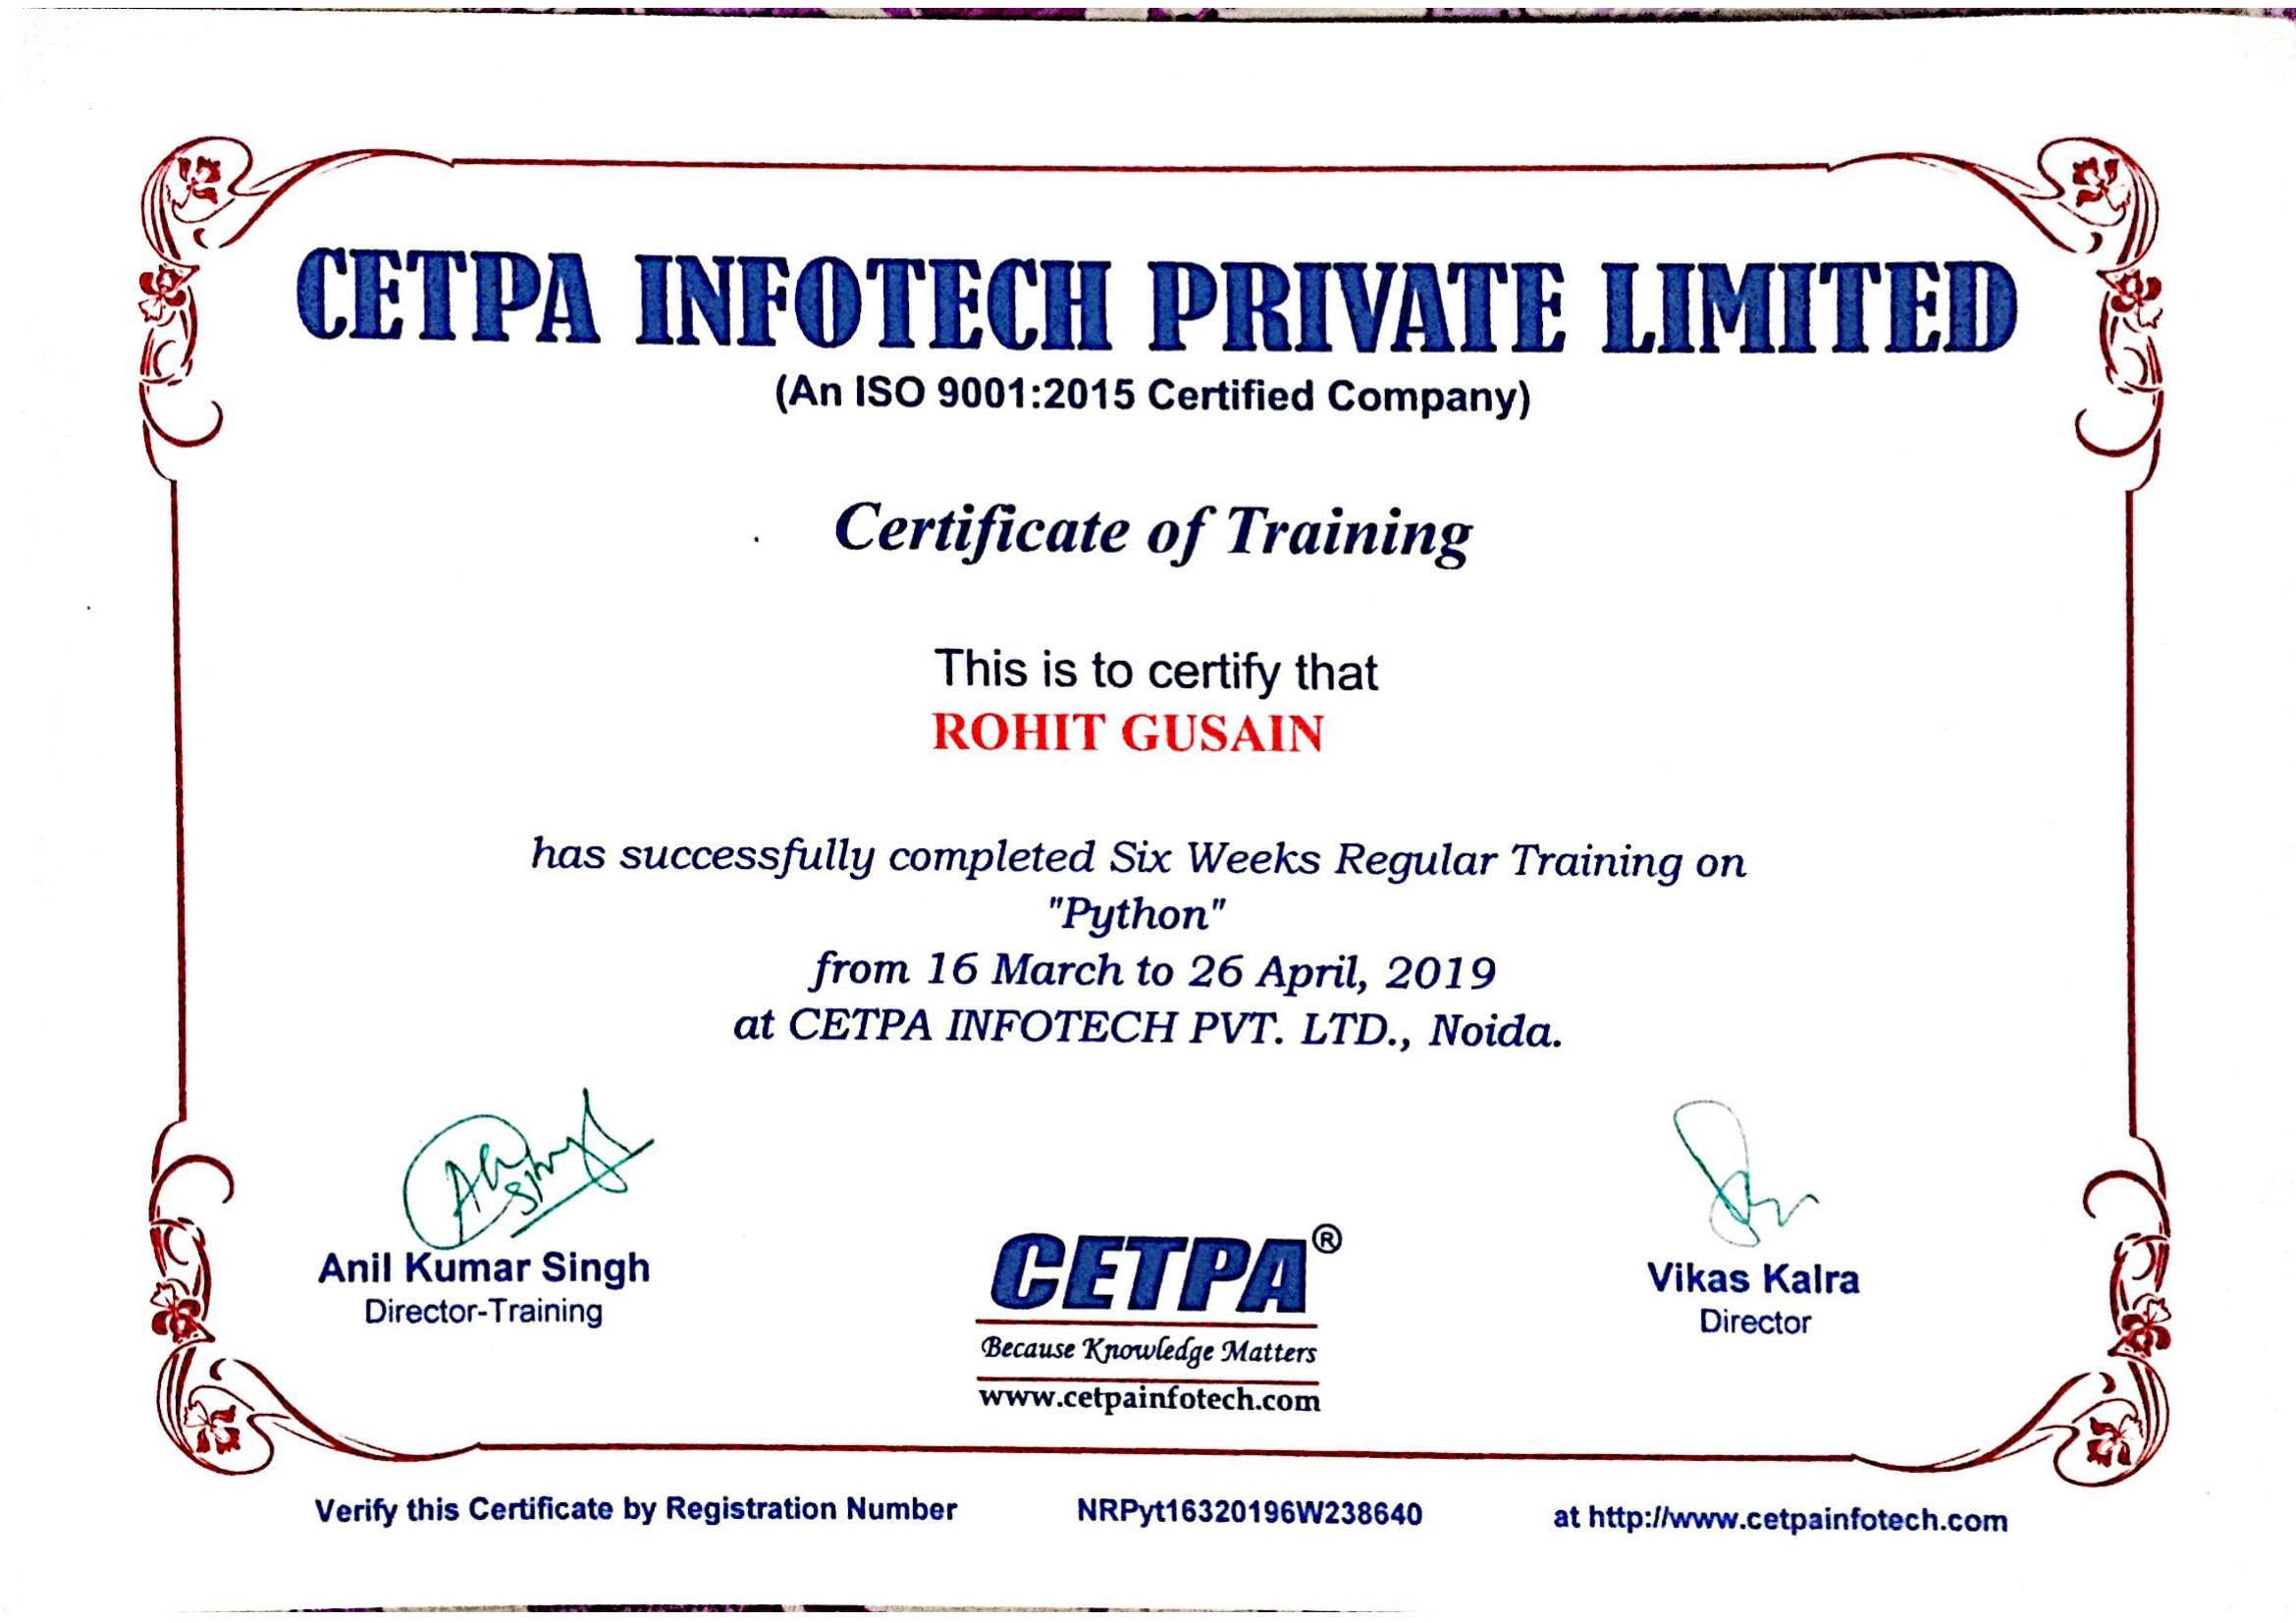 CETPA INFOTECH PRIVATE LIMITED
(An ISO 9001:2015 Certified Company)
Certificate of Training
This is to certify that
ROHIT GUSAIN
has successfully completed Six Weeks Regular Training on
"Python"
from 16 March to 26 April, 2019
at CETPA INFOTECH PVT. LTD., Noida.
Anil Kumar Singh
Director-Training
CETPA®
Because Knowledge Matters
www.cetpainfotech.com
Vikas Kalra
Director
Verify this Certificate by Registration Number NRPyt16320196W238640 at http://www.cetpainfotech.com